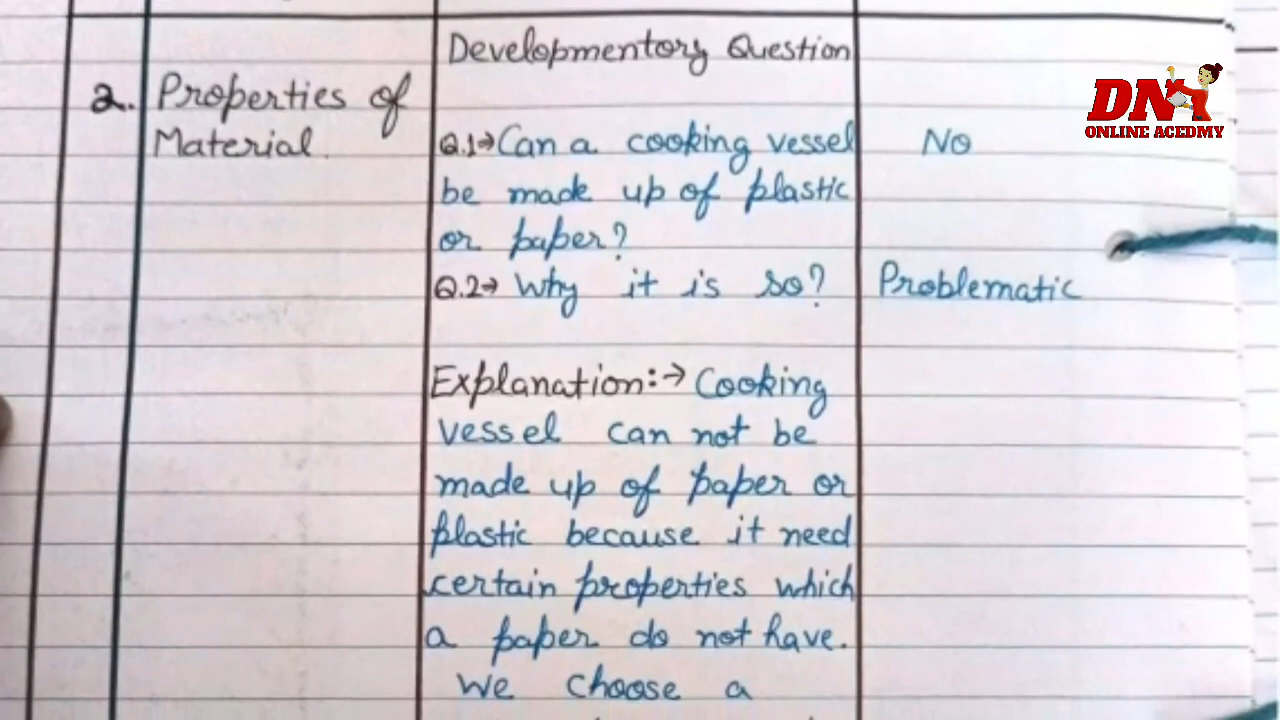 Developmentory Question
2. Properties of
Material.
Q.1→ Can a cooking vessel
be made up of plastic
or paper?
No
Q.2→ Why it is so?
Problematic
Explanation:→ Cooking
vessel can not be
made up of paper or
plastic because it need
certain properties which
a paper do not have.
We choose a
DN
ONLINE ACEDMY